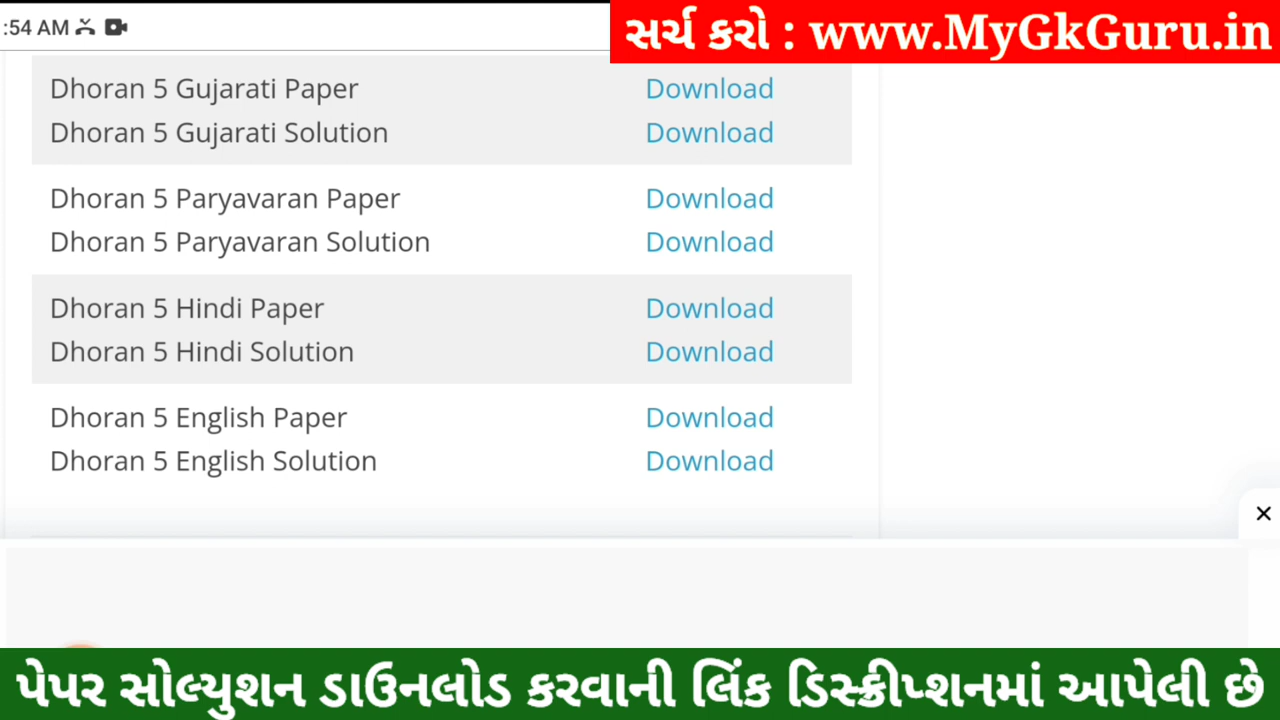 :54 AM
સર્ચ કરો : www.MyGkGuru.in
Dhoran 5 Gujarati Paper Download
Dhoran 5 Gujarati Solution Download
Dhoran 5 Paryavaran Paper Download
Dhoran 5 Paryavaran Solution Download
Dhoran 5 Hindi Paper Download
Dhoran 5 Hindi Solution Download
Dhoran 5 English Paper Download
Dhoran 5 English Solution Download
પેપર સોલ્યુશન ડાઉનલોડ કરવાની લિંક ડિસ્ક્રીપ્શનમાં આપેલી છે